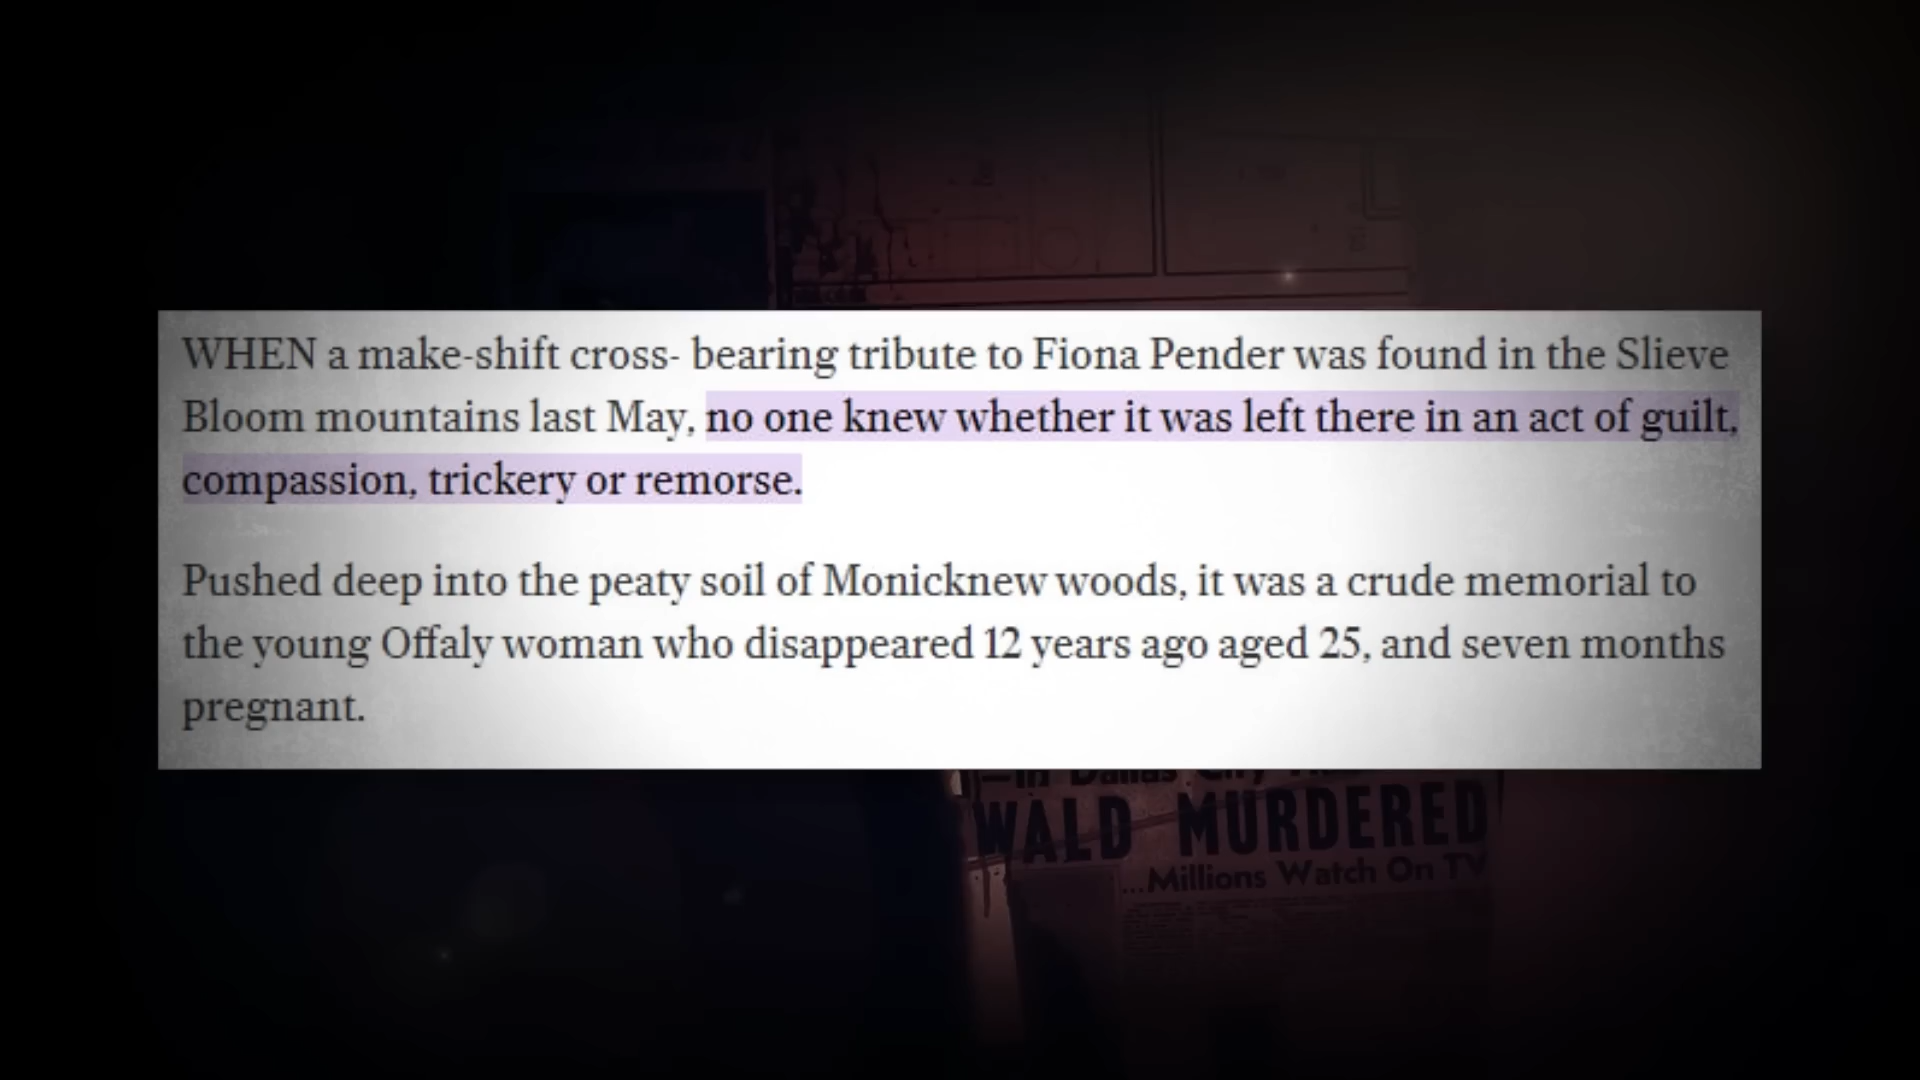 WHEN a make-shift cross- bearing tribute to Fiona Pender was found in the Slieve
Bloom mountains last May, no one knew whether it was left there in an act of guilt,
compassion, trickery or remorse.
Pushed deep into the peaty soil of Monicknew woods, it was a crude memorial to
the young Offaly woman who disappeared 12 years ago aged 25, and seven months
pregnant.
—In Dallas City
WALD MURDERED
...Millions Watch On TV